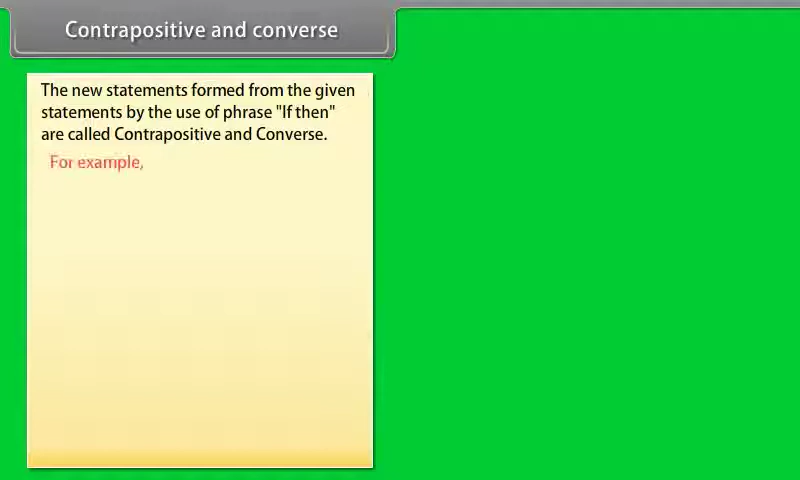 Contrapositive and converse
The new statements formed from the given
statements by the use of phrase "If then"
are called Contrapositive and Converse.
For example,